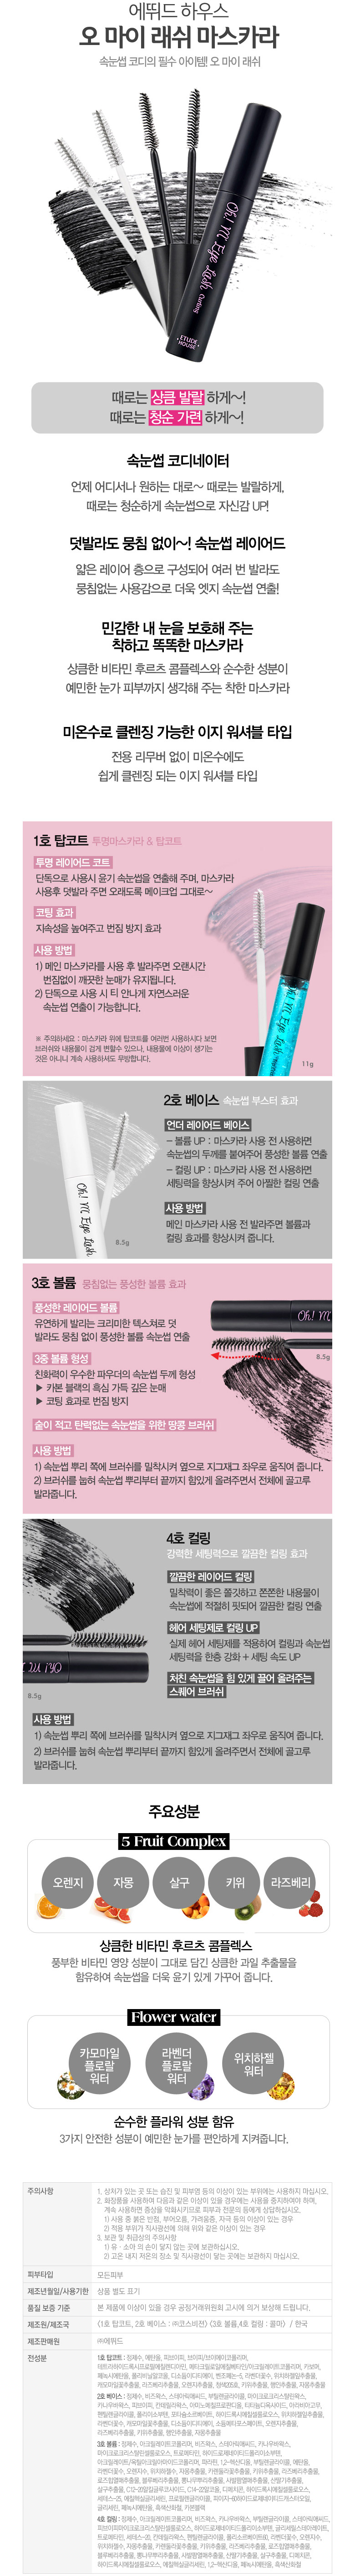 에뛰드 하우스
오 마이 래쉬 마스카라
속눈썹 코디의 필수 아이템! 오 마이 래쉬
Oh! M Eye Lash Curling
ETUDE HOUSE
때로는 상큼 발랄 하게~!
때로는 청순 가련 하게~!
속눈썹 코디네이터
언제 어디서나 원하는 대로~ 때로는 발랄하게,
때로는 청순하게 속눈썹으로 자신감 UP!
덧발라도 뭉침 없이~! 속눈썹 레이어드
얇은 레이어 층으로 구성되어 여러 번 발라도
뭉침없는 사용감으로 더욱 엣지 속눈썹 연출!
민감한 내 눈을 보호해 주는
착하고 똑똑한 마스카라
상큼한 비타민 후르츠 콤플렉스와 순수한 성분이
예민한 눈가 피부까지 생각해 주는 착한 마스카라
미온수로 클렌징 가능한 이지 워셔블 타입
전용 리무버 없이 미온수에도
쉽게 클렌징 되는 이지 워셔블 타입
1호 탑코트 투명마스카라 & 탑코트
투명 레이어드 코트
단독으로 사용시 윤기 속눈썹을 연출해 주며, 마스카라
사용후 덧발라 주면 오래도록 메이크업 그대로~
코팅 효과
지속성을 높여주고 번짐 방지 효과
사용 방법
1) 메인 마스카라를 사용 후 발라주면 오랜시간
번짐없이 깨끗한 눈매가 유지됩니다.
2) 단독으로 사용 시 티 안나게 자연스러운
속눈썹 연출이 가능합니다.
※ 주의하세요 : 마스카라 위에 탑코트를 여러번 사용하시다 보면
브러쉬와 내용물이 검게 변할수 있으나, 내용물에 이상이 생기는
것은 아니니 계속 사용하셔도 무방합니다.
11g
2호 베이스 속눈썹 부스터 효과
언더 레이어드 베이스
- 볼륨 UP : 마스카라 사용 전 사용하면
속눈썹의 두께를 붙여주어 풍성한 볼륨 연출
- 컬링 UP : 마스카라 사용 전 사용하면
세팅력을 향상시켜 주어 아찔한 컬링 연출
사용 방법
메인 마스카라 사용 전 발라주면 볼륨과
컬링 효과를 향상시켜 줍니다.
Oh! M Eye Lash
8.5g
3호 볼륨 뭉침없는 풍성한 볼륨 효과
풍성한 레이어드 볼륨
유연하게 발리는 크리미한 텍스쳐로 덧
발라도 뭉침 없이 풍성한 볼륨 속눈썹 연출
3중 볼륨 형성
친화력이 우수한 파우더의 속눈썹 두께 형성
▶ 카본 블랙의 흑심 가득 깊은 눈매
▶ 코팅 효과로 번짐 방지
숱이 적고 탄력없는 속눈썹을 위한 땅콩 브러쉬
8.5g
사용 방법
1) 속눈썹 뿌리 쪽에 브러쉬를 밀착시켜 옆으로 지그재그 좌우로 움직여 줍니다.
2) 브러쉬를 눕혀 속눈썹 뿌리부터 끝까지 힘있게 올려주면서 전체에 골고루
발라줍니다.
4호 컬링
강력한 세팅력으로 깔끔한 컬링 효과
깔끔한 레이어드 컬링
밀착력이 좋은 쫄깃하고 쫀쫀한 내용물이
속눈썹에 적절히 핏되어 깔끔한 컬링 연출
헤어 세팅제로 컬링 UP
실제 헤어 세팅제를 적용하여 컬링과 속눈썹
세팅력을 한층 강화 + 세팅 속도 UP
처진 속눈썹을 힘 있게 끌어 올려주는
스퀘어 브러쉬
8.5g
사용 방법
1) 속눈썹 뿌리 쪽에 브러쉬를 밀착시켜 옆으로 지그재그 좌우로 움직여 줍니다.
2) 브러쉬를 눕혀 속눈썹 뿌리부터 끝까지 힘있게 올려주면서 전체에 골고루
발라줍니다.
주요성분
5 Fruit Complex
오렌지 자몽 살구 키위 라즈베리
상큼한 비타민 후르츠 콤플렉스
풍부한 비타민 영양 성분이 그대로 담긴 상큼한 과일 추출물을
함유하여 속눈썹을 더욱 윤기 있게 가꾸어 줍니다.
Flower water
카모마일 플로랄 워터
라벤더 플로랄 워터
위치하젤 워터
순수한 플라워 성분 함유
3가지 안전한 성분이 예민한 눈가를 편안하게 지켜줍니다.
주의사항
1. 상처가 있는 곳 또는 습진 및 피부염 등의 이상이 있는 부위에는 사용하지 마십시오.
2. 화장품을 사용하여 다음과 같은 이상이 있을 경우에는 사용을 중지하여야 하며,
계속 사용하면 증상을 악화시키므로 피부과 전문의 등에게 상담하십시오.
1) 사용 중 붉은 반점, 부어오름, 가려움증, 자극 등의 이상이 있는 경우
2) 적용 부위가 직사광선에 의해 위와 같은 이상이 있는 경우
3. 보관 및 취급상의 주의사항
1) 유·소아의 손이 닿지 않는 곳에 보관하십시오.
2) 고온 내지 저온의 장소 및 직사광선이 닿는 곳에는 보관하지 마십시오.
피부타입 모든피부
제조년월일/사용기한 상품 별도 표기
품질 보증 기준 본 제품에 이상이 있을 경우 공정거래위원회 고시에 의거 보상해 드립니다.
제조원/제조국 <1호 탑코트, 2호 베이스 : ㈜코스비전> <3호 볼륨,4호 컬링 : 콜마> / 한국
제조판매원 ㈜에뛰드
전성분
1호 탑코트 : 정제수, 에탄올,
2호 베이스 : 정제수, 비즈왁스,
3호 볼륨 : 정제수,
4호 컬링 : 정제수,